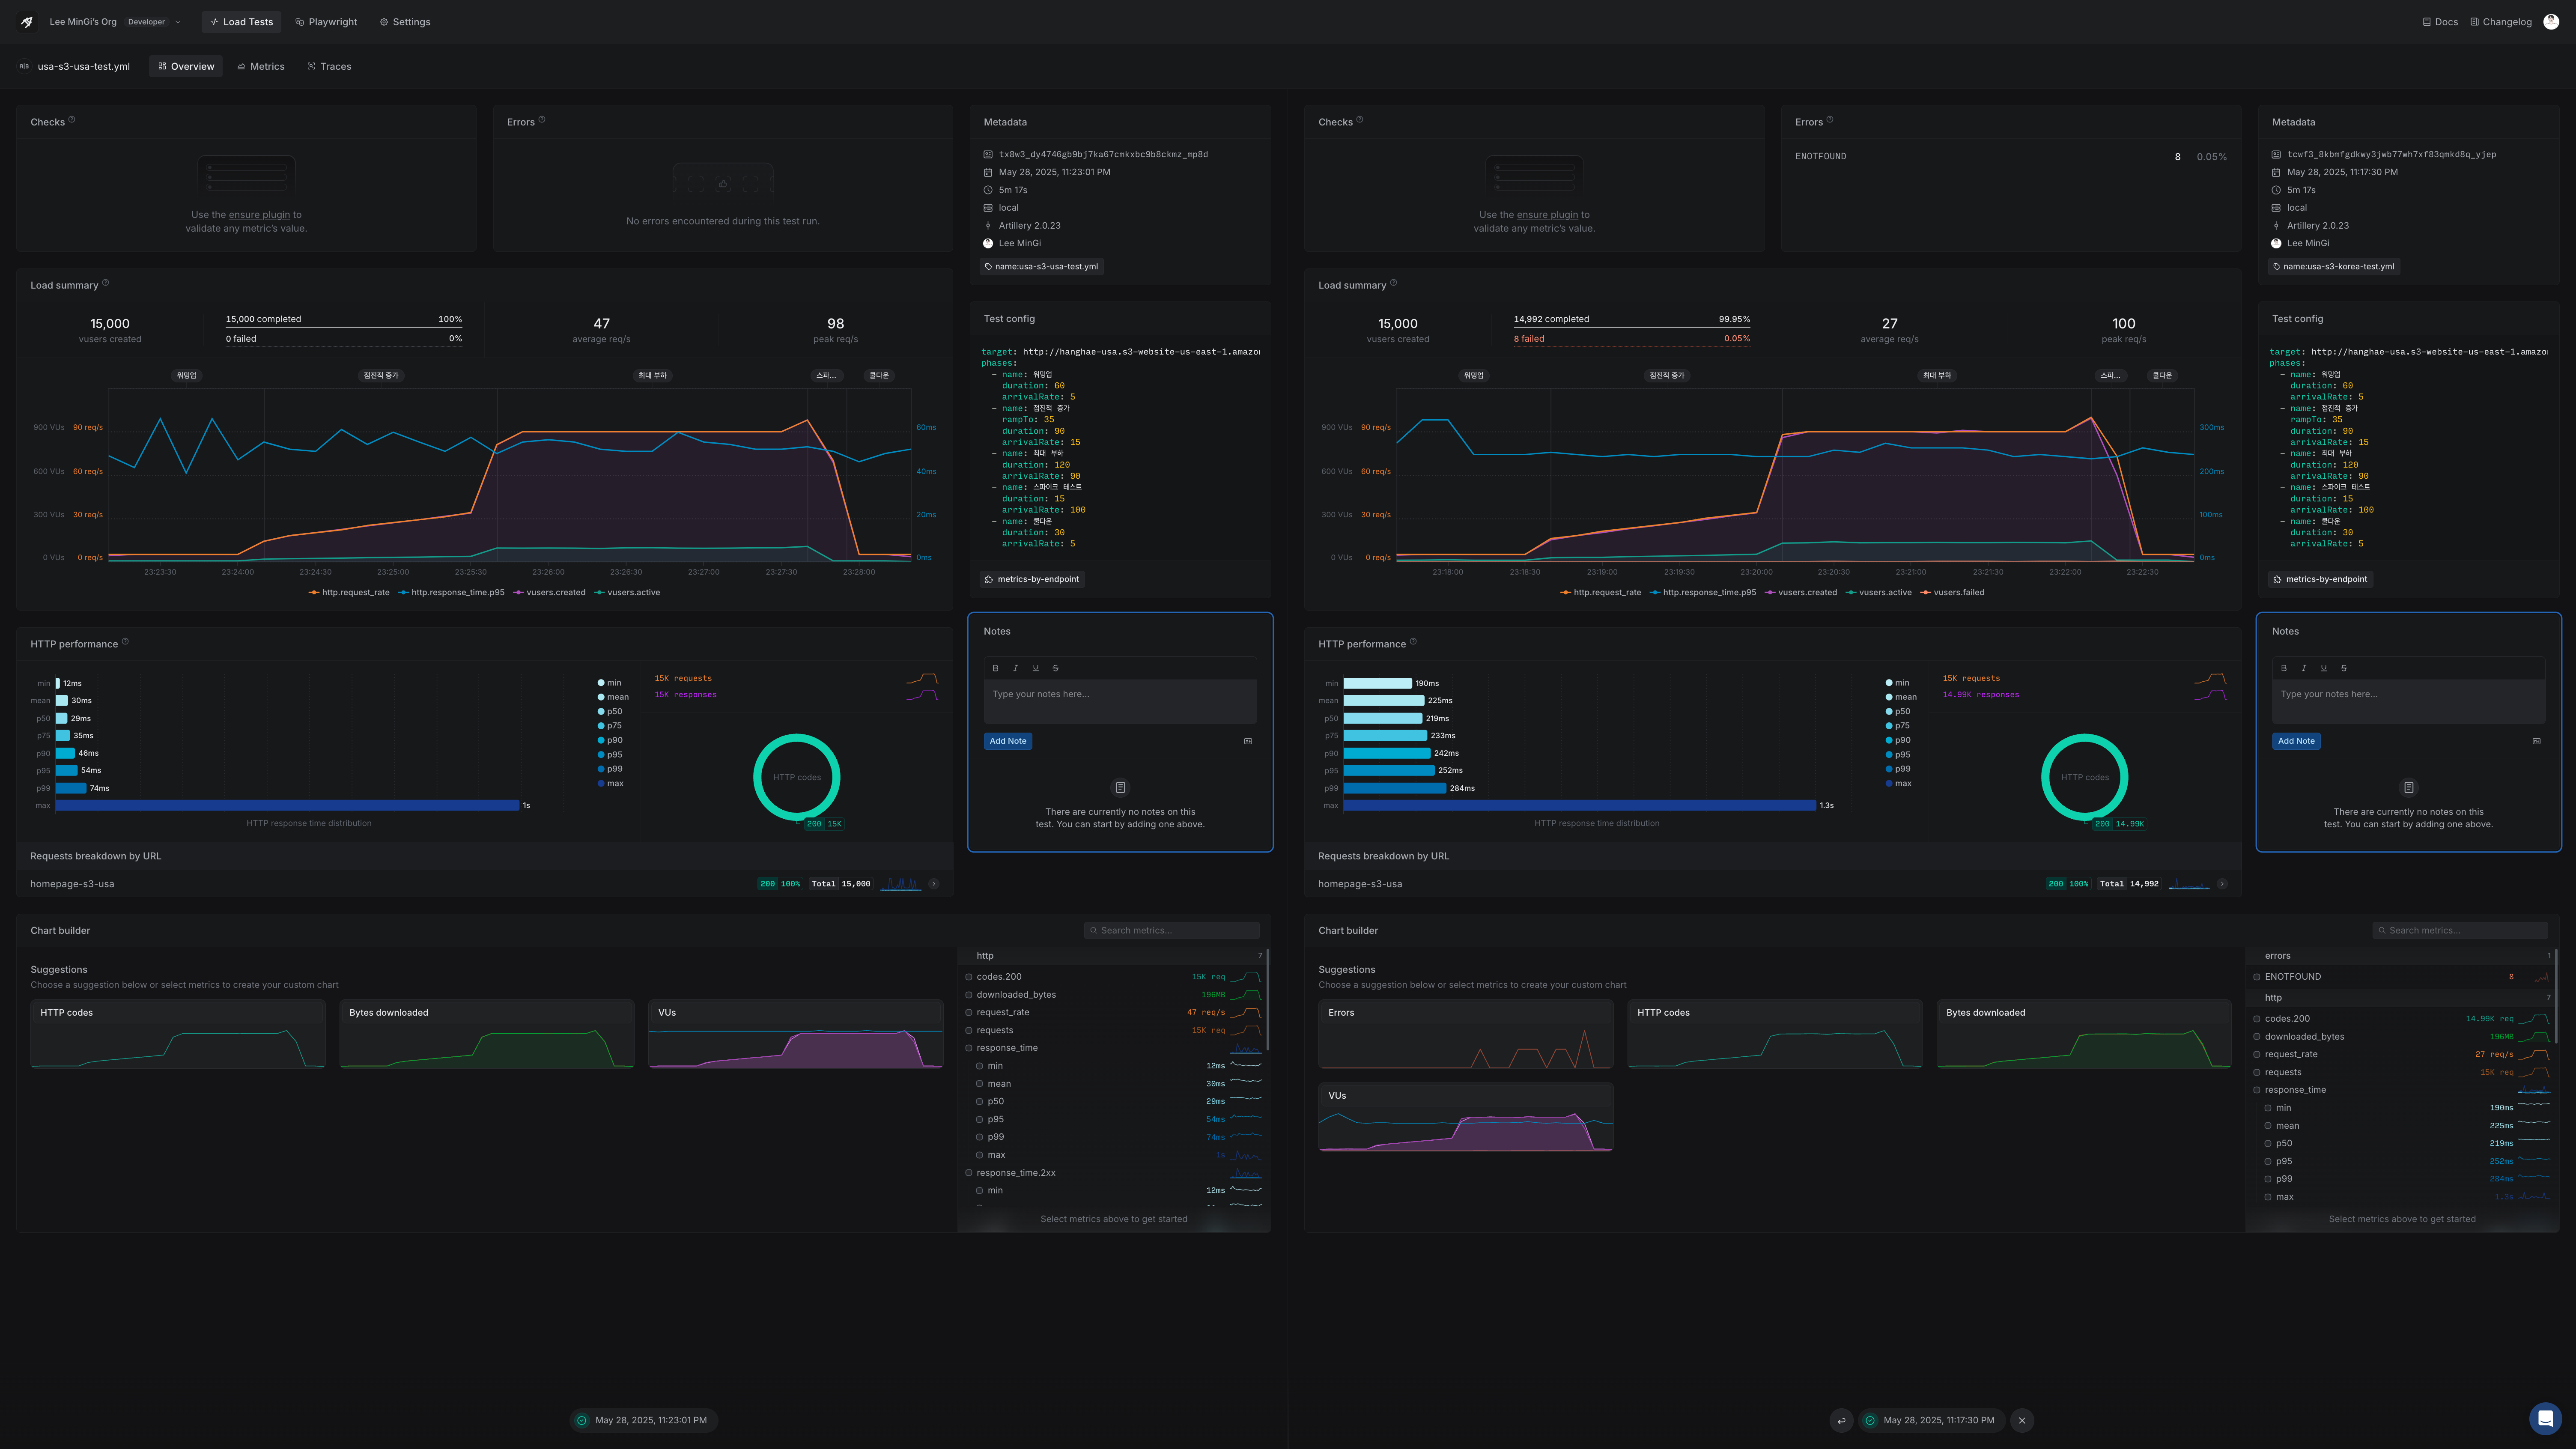 Lee MinGi's Org Developer Load Tests Playwright Settings Docs Changelog
usa-s3-usa-test.yml Overview Metrics Traces
Checks
Use the ensure plugin to
validate any metric's value.
Errors
No errors encountered during this test run.
Metadata
tx8w3_dy4746gb9bj7ka67cmkxbc9b8ckmz_mp8d
May 28, 2025, 11:23:01 PM
5m 17s
local
Artillery 2.0.23
Lee MinGi
name:usa-s3-usa-test.yml
Load summary
15,000
vusers created
15,000 completed 100%
0 failed 0%
47
average req/s
98
peak req/s
워밍업 점진적 증가 최대 부하 스파... 쿨다운
900 VUs 90 req/s 60ms
600 VUs 60 req/s 40ms
300 VUs 30 req/s 20ms
0 VUs 0 req/s 0ms
23:23:30 23:24:00 23:24:30 23:25:00 23:25:30 23:26:00 23:26:30 23:27:00 23:27:30 23:28:00
http.request_rate http.response_time.p95 vusers.created vusers.active
Test config
target: http://hanghae-usa.s3-website-us-east-1.amazon
phases:
– name: 워밍업
duration: 60
arrivalRate: 5
– name: 점진적 증가
rampTo: 35
duration: 90
arrivalRate: 15
– name: 최대 부하
duration: 120
arrivalRate: 90
– name: 스파이크 테스트
duration: 15
arrivalRate: 100
– name: 쿨다운
duration: 30
arrivalRate: 5
metrics-by-endpoint
HTTP performance
min 12ms
mean 30ms
p50 29ms
p75 35ms
p90 46ms
p95 54ms
p99 74ms
max 1s
HTTP response time distribution
min
mean
p50
p75
p90
p95
p99
max
15K requests
15K responses
HTTP codes
200 15K
Requests breakdown by URL
homepage-s3-usa 200 100% Total 15,000
Notes
B I U S
Type your notes here...
Add Note
There are currently no notes on this
test. You can start by adding one above.
Chart builder
Search metrics...
Suggestions
Choose a suggestion below or select metrics to create your custom chart
HTTP codes Bytes downloaded VUs
http 7
codes.200 15K req
downloaded_bytes 196MB
request_rate 47 req/s
requests 15K req
response_time
min 12ms
mean 30ms
p50 29ms
p95 54ms
p99 74ms
max 1s
response_time.2xx
min 12ms
Select metrics above to get started
May 28, 2025, 11:23:01 PM
Checks
Use the ensure plugin to
validate any metric's value.
Errors
ENOTFOUND 8 0.05%
Metadata
tcwf3_8kbmfgdkwy3jwb77wh7xf83qmkd8q_yjep
May 28, 2025, 11:17:30 PM
5m 17s
local
Artillery 2.0.23
Lee MinGi
name:usa-s3-korea-test.yml
Load summary
15,000
vusers created
14,992 completed 99.95%
8 failed 0.05%
27
average req/s
100
peak req/s
워밍업 점진적 증가 최대 부하 스파... 쿨다운
900 VUs 90 req/s 300ms
600 VUs 60 req/s 200ms
300 VUs 30 req/s 100ms
0 VUs 0 req/s 0ms
23:18:00 23:18:30 23:19:00 23:19:30 23:20:00 23:20:30 23:21:00 23:21:30 23:22:00 23:22:30
http.request_rate http.response_time.p95 vusers.created vusers.active vusers.failed
Test config
target: http://hanghae-usa.s3-website-us-east-1.amazon
phases:
– name: 워밍업
duration: 60
arrivalRate: 5
– name: 점진적 증가
rampTo: 35
duration: 90
arrivalRate: 15
– name: 최대 부하
duration: 120
arrivalRate: 90
– name: 스파이크 테스트
duration: 15
arrivalRate: 100
– name: 쿨다운
duration: 30
arrivalRate: 5
metrics-by-endpoint
HTTP performance
min 190ms
mean 225ms
p50 219ms
p75 233ms
p90 242ms
p95 252ms
p99 284ms
max 1.3s
HTTP response time distribution
min
mean
p50
p75
p90
p95
p99
max
15K requests
14.99K responses
HTTP codes
200 14.99K
Requests breakdown by URL
homepage-s3-usa 200 100% Total 14,992
Notes
B I U S
Type your notes here...
Add Note
There are currently no notes on this
test. You can start by adding one above.
Chart builder
Search metrics...
Suggestions
Choose a suggestion below or select metrics to create your custom chart
Errors HTTP codes Bytes downloaded
VUs
errors 1
ENOTFOUND 8
http 7
codes.200 14.99K req
downloaded_bytes 196MB
request_rate 27 req/s
requests 15K req
response_time
min 190ms
mean 225ms
p50 219ms
p95 252ms
p99 284ms
max 1.3s
Select metrics above to get started
May 28, 2025, 11:17:30 PM